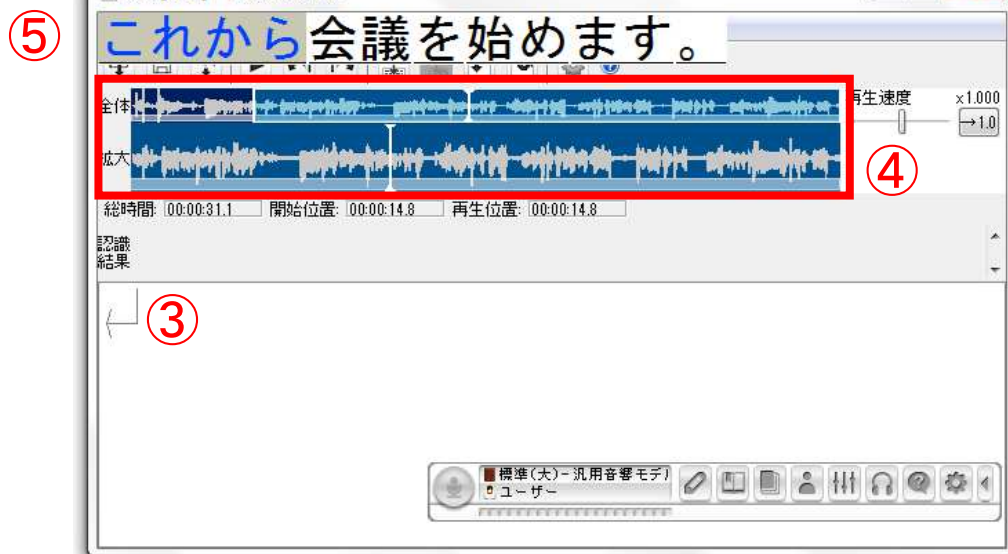 ⑤
これから会議を始めます。
全体
再生速度 ×1.000
→1.0
拡大
④
総時間: 00:00:31.1 開始位置: 00:00:14.8 再生位置: 00:00:14.8
認識
結果
③
標準(大)-汎用音響モデル
ユーザー